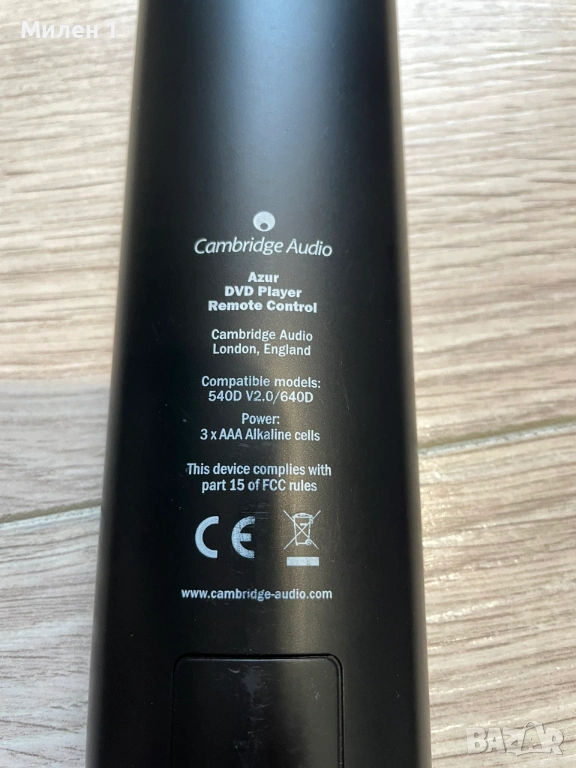 Милен 1.
Cambridge Audio
Azur
DVD Player
Remote Control
Cambridge Audio
London, England
Compatible models:
540D V2.0/640D
Power:
3 x AAA Alkaline cells
This device complies with
part 15 of FCC rules
CE
www.cambridge-audio.com
BAZAR